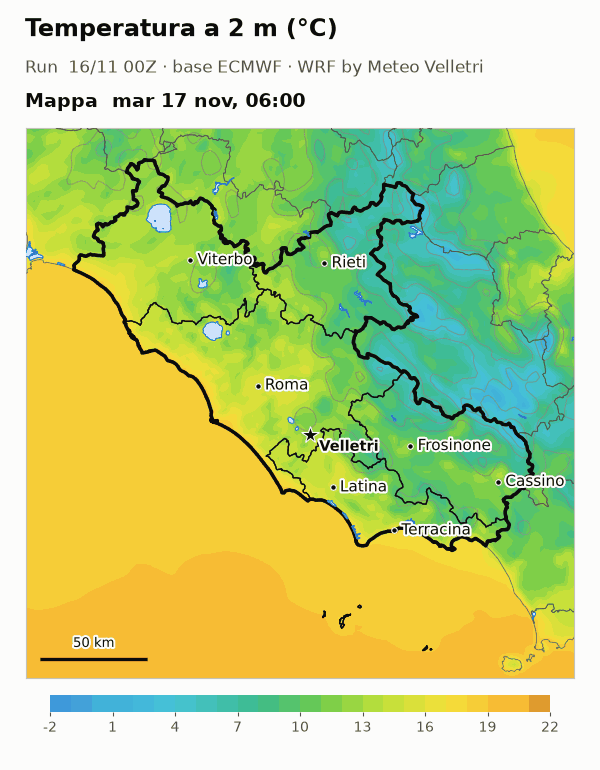 Temperatura a 2 m (°C)
Run  16/11 00Z · base ECMWF · WRF by Meteo Velletri
Mappa  mar 17 nov, 06:00
Viterbo
Rieti
Roma
Velletri
Frosinone
Cassino
Latina
Terracina
50 km
-2 1 4 7 10 13 16 19 22